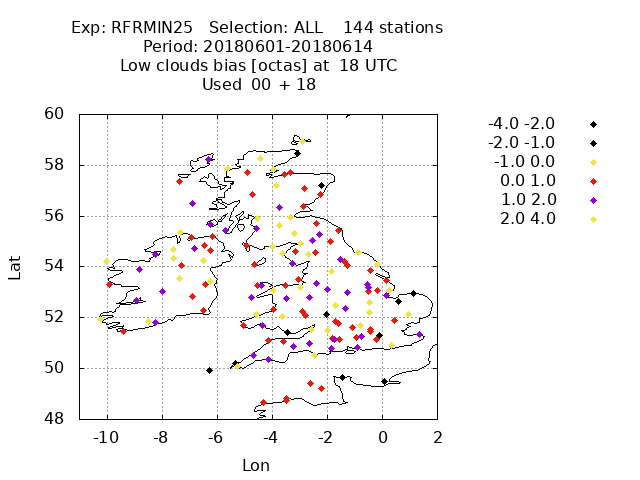 Exp: RFRMIN25 Selection: ALL 144 stations
Period: 20180601-20180614
Low clouds bias [octas] at 18 UTC
Used 00 + 18
-4.0 -2.0
-2.0 -1.0
-1.0 0.0
0.0 1.0
1.0 2.0
2.0 4.0
60
58
56
54
52
50
48
Lat
-10 -8 -6 -4 -2 0 2
Lon